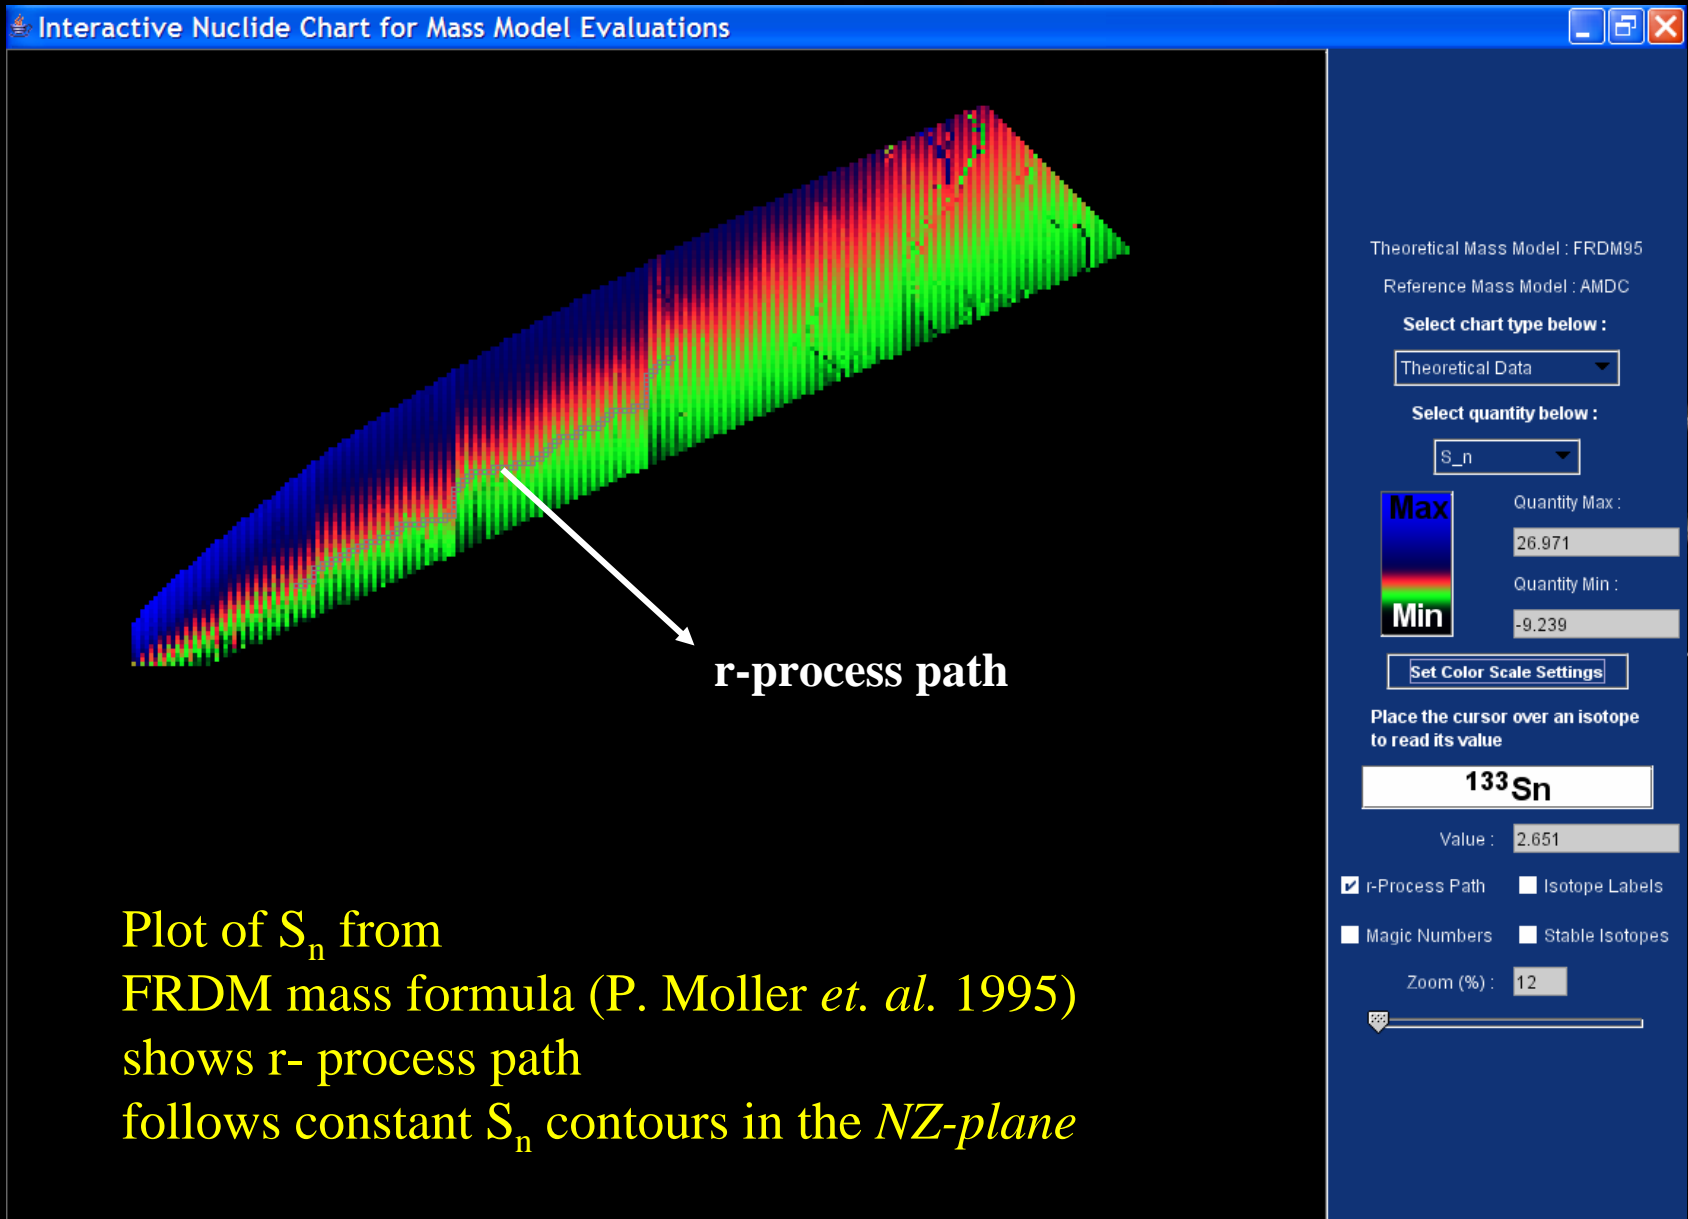 Interactive Nuclide Chart for Mass Model Evaluations
r-process path
Plot of Sn from
FRDM mass formula (P. Moller et. al. 1995)
shows r- process path
follows constant Sn contours in the NZ-plane
Theoretical Mass Model : FRDM95
Reference Mass Model : AMDC
Select chart type below :
Theoretical Data
Select quantity below :
S_n
Max
Min
Quantity Max :
26.971
Quantity Min :
-9.239
Set Color Scale Settings
Place the cursor over an isotope
to read its value
133Sn
Value : 2.651
r-Process Path Isotope Labels
Magic Numbers Stable Isotopes
Zoom (%) : 12